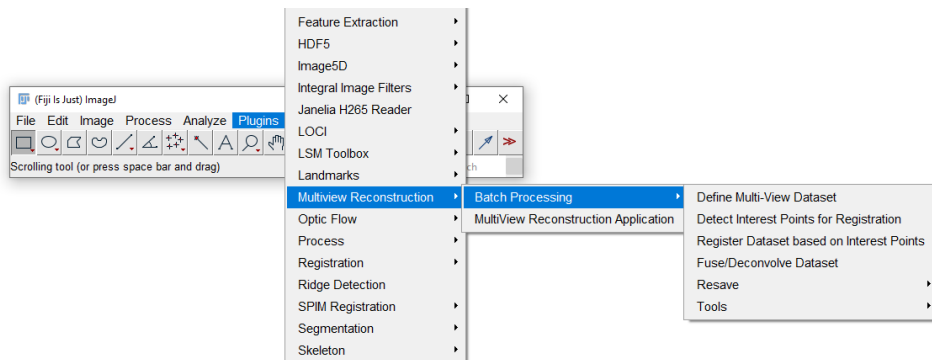 (Fiji Is Just) ImageJ
File Edit Image Process Analyze Plugins
Scrolling tool (or press space bar and drag)
Feature Extraction
HDF5
Image5D
Integral Image Filters
Janelia H265 Reader
LOCI
LSM Toolbox
Landmarks
Multiview Reconstruction
Optic Flow
Process
Registration
Ridge Detection
SPIM Registration
Segmentation
Skeleton
Batch Processing
MultiView Reconstruction Application
Define Multi-View Dataset
Detect Interest Points for Registration
Register Dataset based on Interest Points
Fuse/Deconvolve Dataset
Resave
Tools